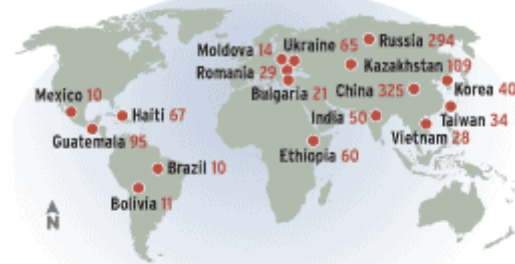 Moldova 14
Ukraine 65
Russia 294
Romania 29
Kazakhstan 109
Bulgaria 21
China 325
Korea 40
Mexico 10
Haiti 67
India 50
Taiwan 34
Guatemala 95
Vietnam 28
Ethiopia 60
Brazil 10
Bolivia 11
N